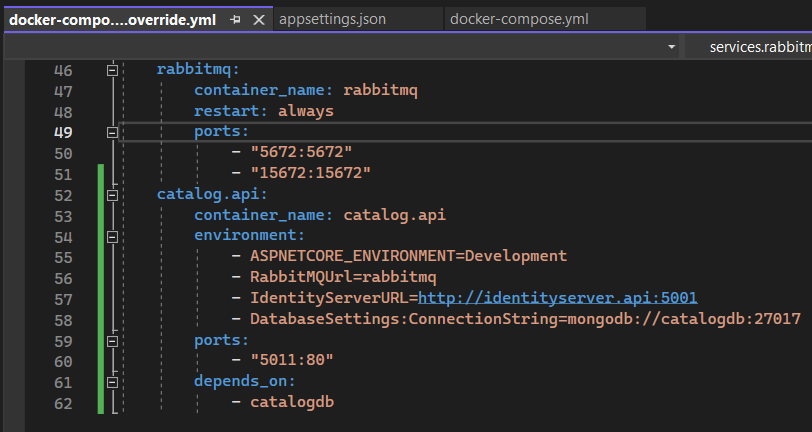 docker-compo....override.yml appsettings.json docker-compose.yml
services.rabbitm
46 rabbitmq:
47 container_name: rabbitmq
48 restart: always
49 ports:
50 - "5672:5672"
51 - "15672:15672"
52 catalog.api:
53 container_name: catalog.api
54 environment:
55 - ASPNETCORE_ENVIRONMENT=Development
56 - RabbitMQUrl=rabbitmq
57 - IdentityServerURL=http://identityserver.api:5001
58 - DatabaseSettings:ConnectionString=mongodb://catalogdb:27017
59 ports:
60 - "5011:80"
61 depends_on:
62 - catalogdb